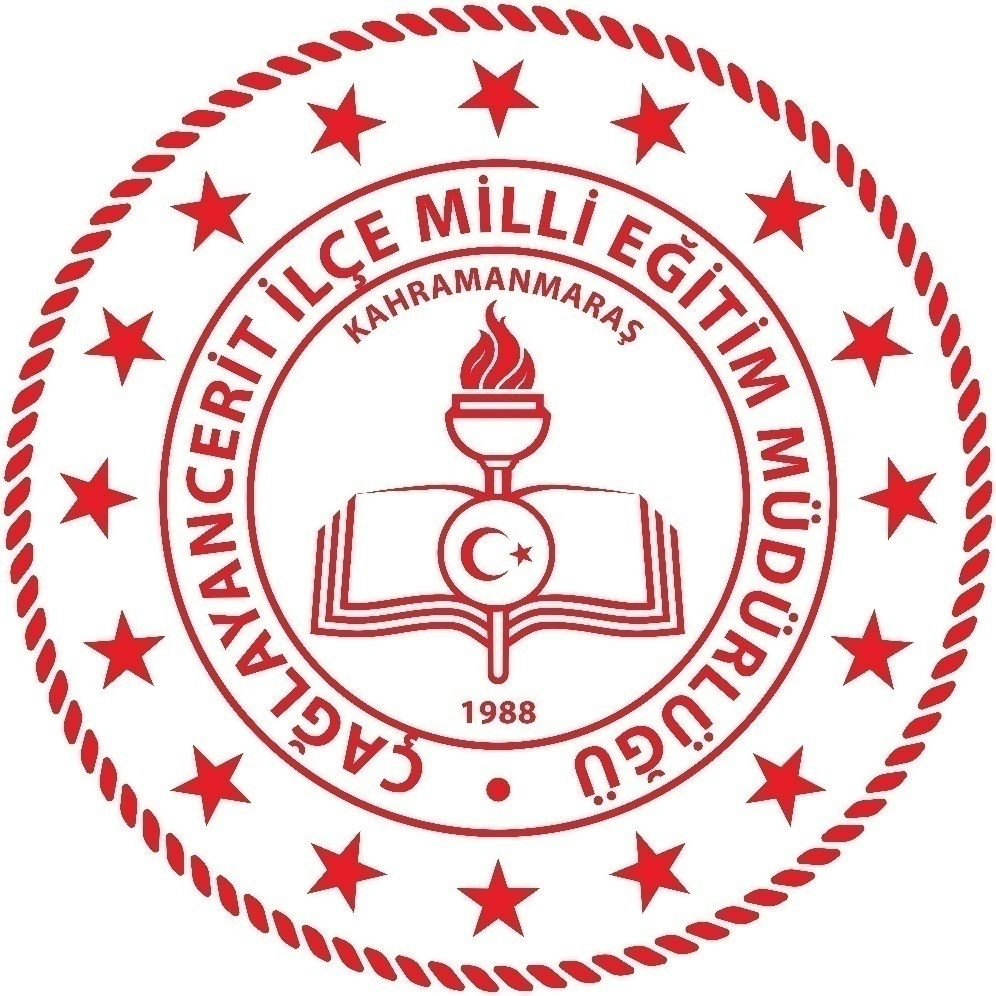 ÇAĞLAYANCERİT İLÇE MİLLİ EĞİTİM MÜDÜRLÜĞÜ
KAHRAMANMARAŞ
1988